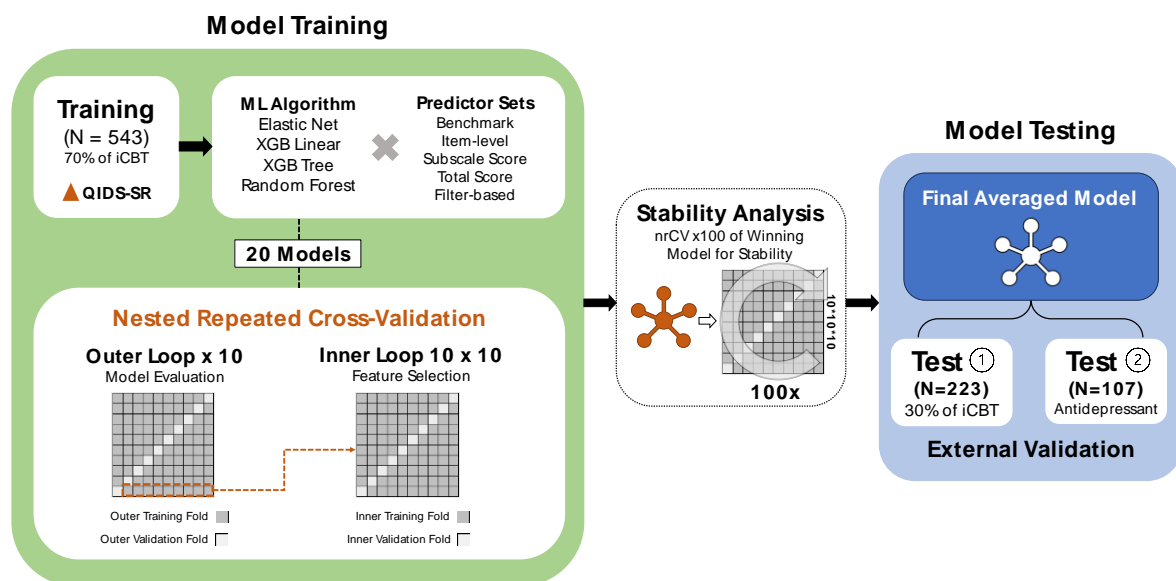 Model Training
Training
(N = 543)
70% of iCBT
QIDS-SR
ML Algorithm
Elastic Net
XGB Linear
XGB Tree
Random Forest
Predictor Sets
Benchmark
Item-level
Subscale Score
Total Score
Filter-based
20 Models
Nested Repeated Cross-Validation
Outer Loop x 10
Model Evaluation
Inner Loop 10 x 10
Feature Selection
Outer Training Fold
Outer Validation Fold
Inner Training Fold
Inner Validation Fold
Stability Analysis
nrCV x100 of Winning
Model for Stability
10*10*10
100x
Model Testing
Final Averaged Model
Test 1
(N=223)
30% of iCBT
Test 2
(N=107)
Antidepressant
External Validation